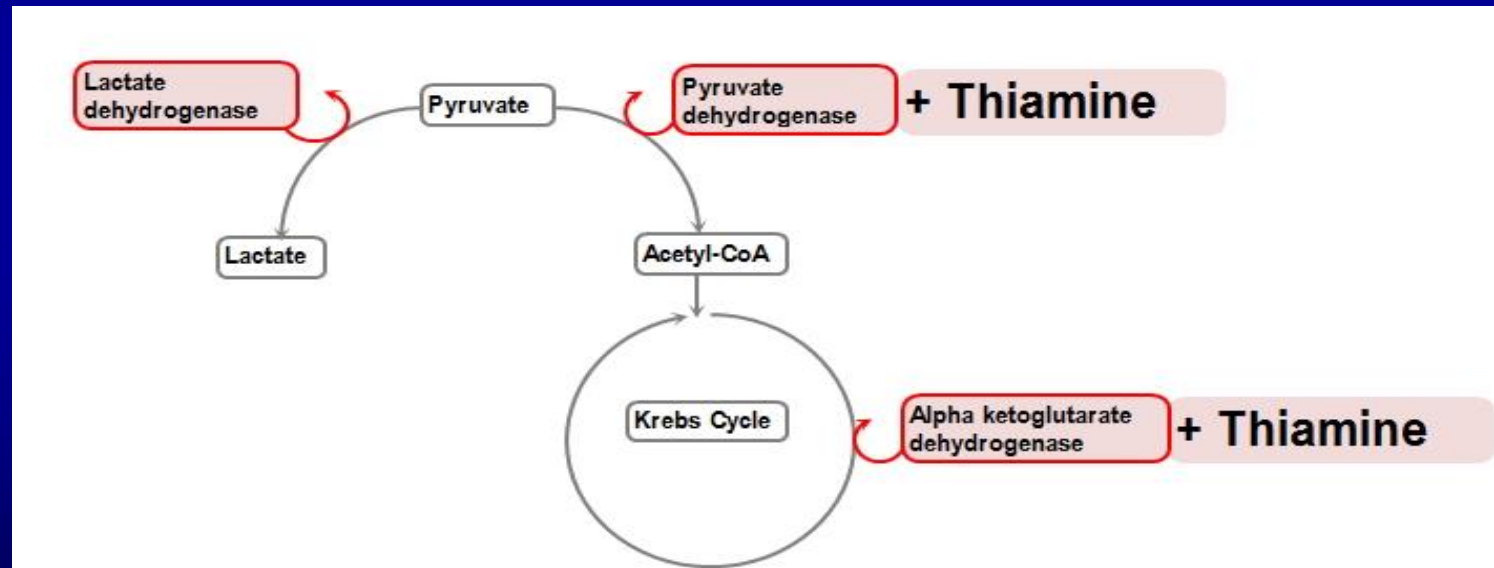 Lactate
dehydrogenase
Pyruvate
Pyruvate
dehydrogenase
+ Thiamine
Lactate
Acetyl-CoA
Krebs Cycle
Alpha ketoglutarate
dehydrogenase
+ Thiamine